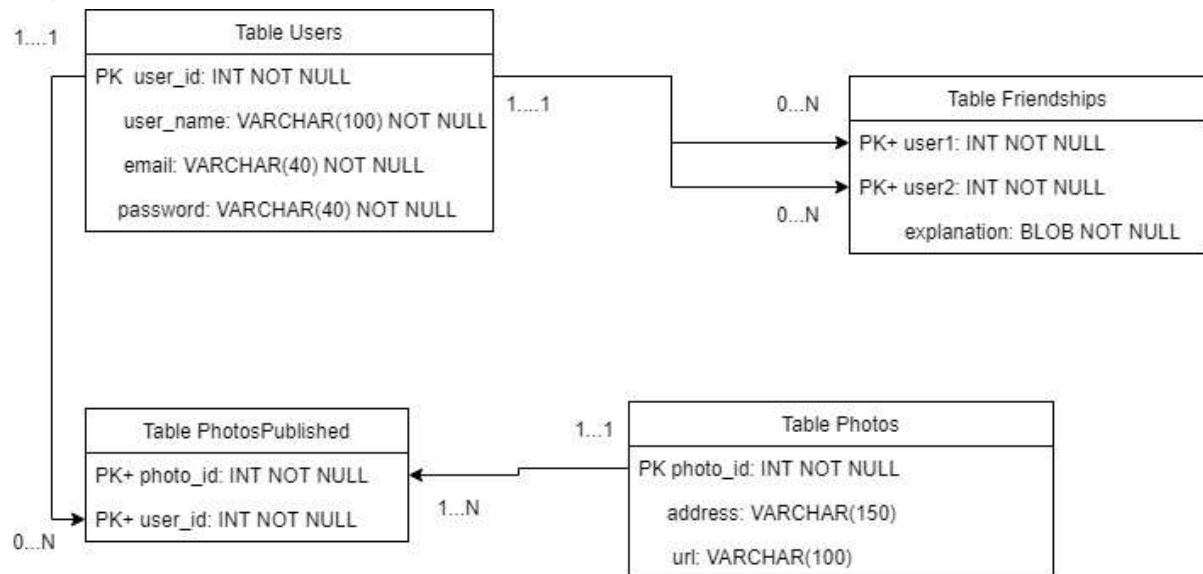 1....1
Table Users
PK user_id: INT NOT NULL
user_name: VARCHAR(100) NOT NULL
email: VARCHAR(40) NOT NULL
password: VARCHAR(40) NOT NULL
1....1
0...N
Table Friendships
PK+ user1: INT NOT NULL
PK+ user2: INT NOT NULL
0...N
explanation: BLOB NOT NULL
Table PhotosPublished
PK+ photo_id: INT NOT NULL
PK+ user_id: INT NOT NULL
0...N
1...N
1...1
Table Photos
PK photo_id: INT NOT NULL
address: VARCHAR(150)
url: VARCHAR(100)